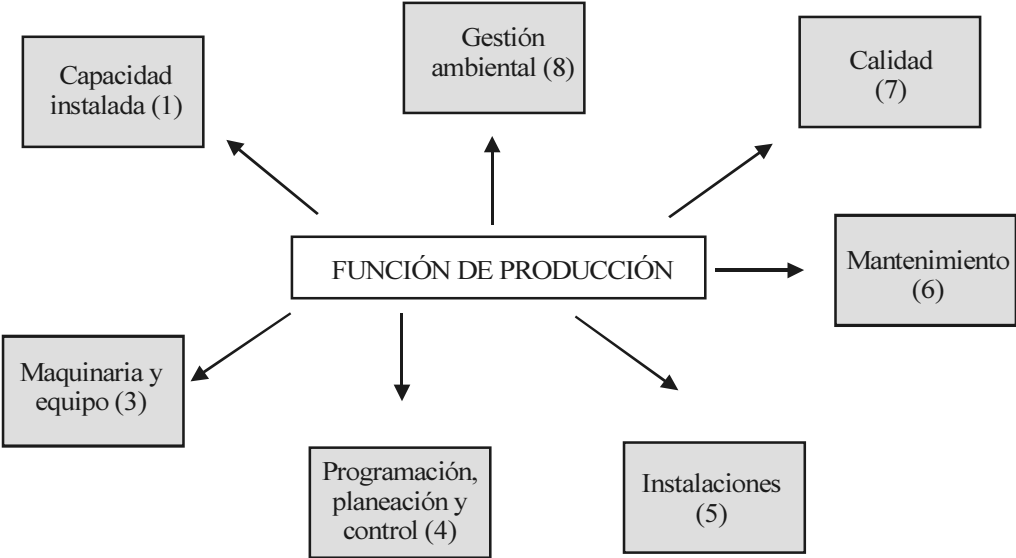 Gestión
ambiental (8)
Calidad
(7)
Capacidad
instalada (1)
FUNCIÓN DE PRODUCCIÓN
Mantenimiento
(6)
Maquinaria y
equipo (3)
Programación,
planeación y
control (4)
Instalaciones
(5)